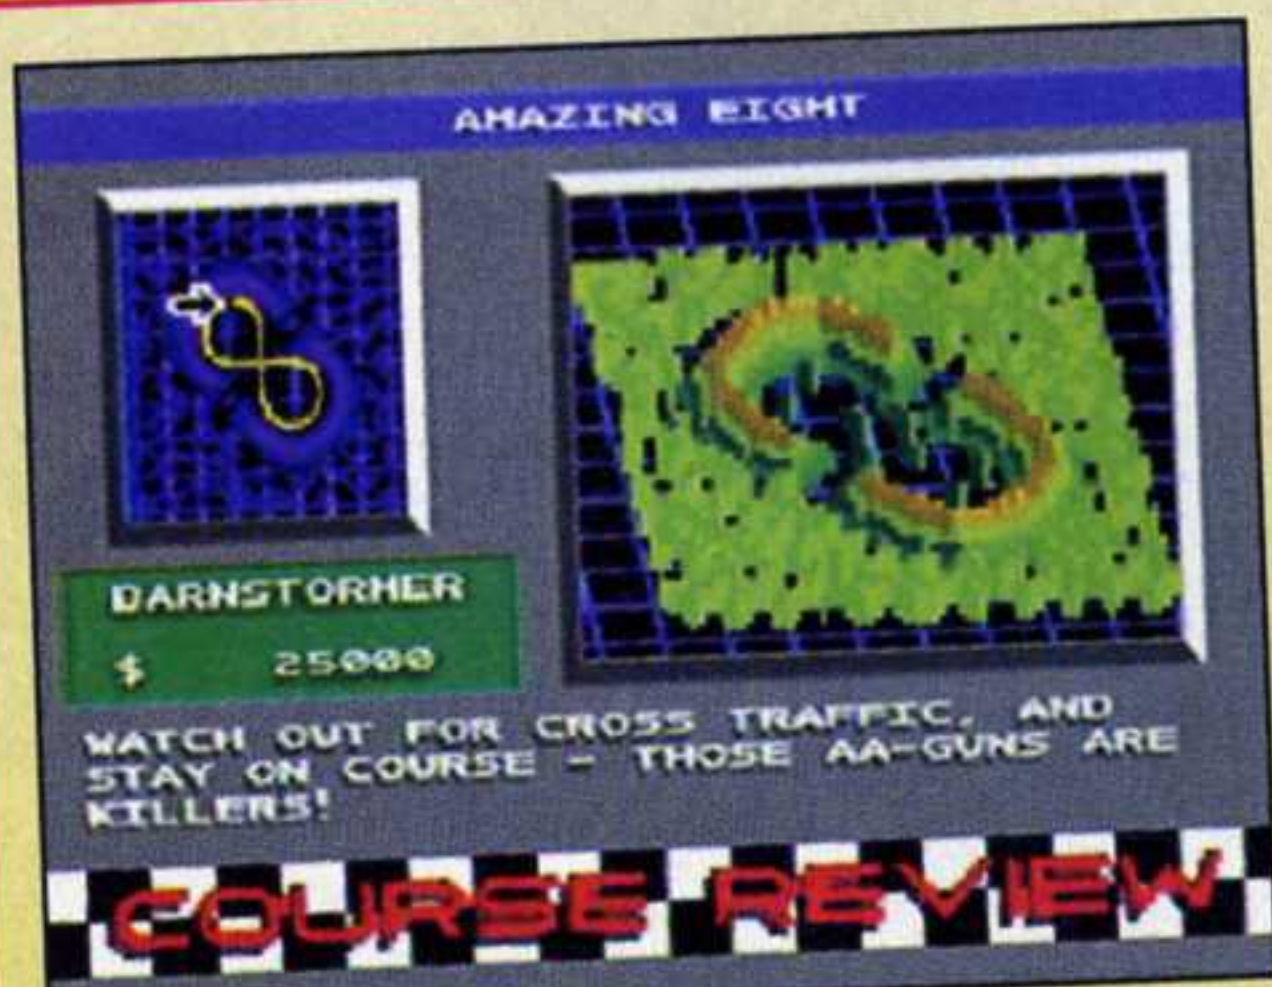 AMAZING EIGHT
BARNSTORMER
$ 25000
WATCH OUT FOR CROSS TRAFFIC, AND
STAY ON COURSE - THOSE AA-GUNS ARE
KILLERS!
COURSE REVIEW